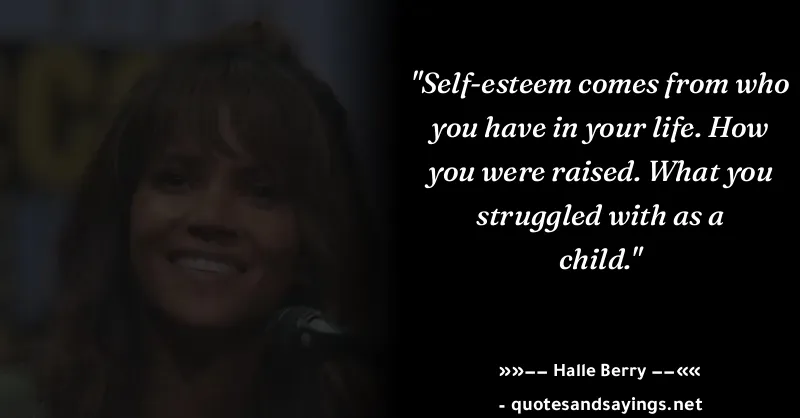 "Self-esteem comes from who
you have in your life. How
you were raised. What you
struggled with as a
child."
»»-- Halle Berry --««
- quotesandsayings.net